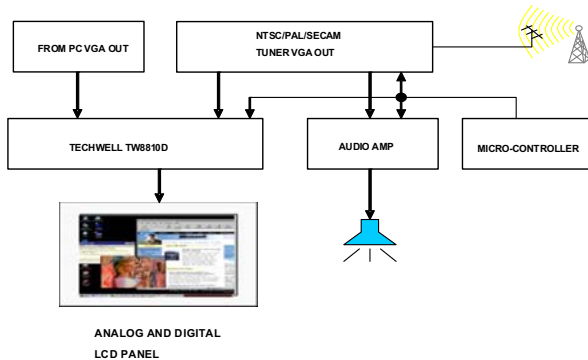 FROM PC VGA OUT
NTSC/PAL/SECAM
TUNER VGA OUT
TECHWELL TW8810D
AUDIO AMP
MICRO-CONTROLLER
ANALOG AND DIGITAL
LCD PANEL